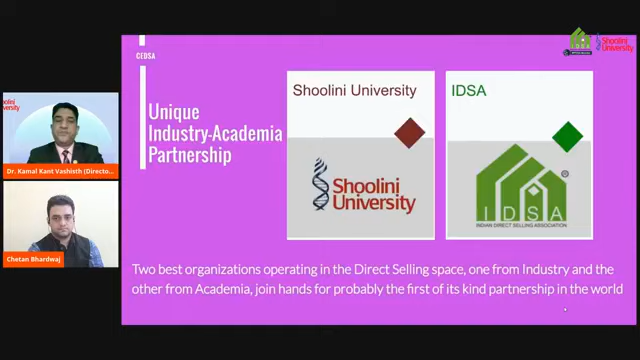 CEDSA
IDSA
Shoolini
University
Unique
Industry-Academia
Partnership
Shoolini University
IDSA
Shoolini
University
IDSA
INDIAN DIRECT SELLING ASSOCIATION
Dr. Kamal Kant Vashisth (Directo...
Chetan Bhardwaj
Two best organizations operating in the Direct Selling space, one from Industry and the
other from Academia, join hands for probably the first of its kind partnership in the world